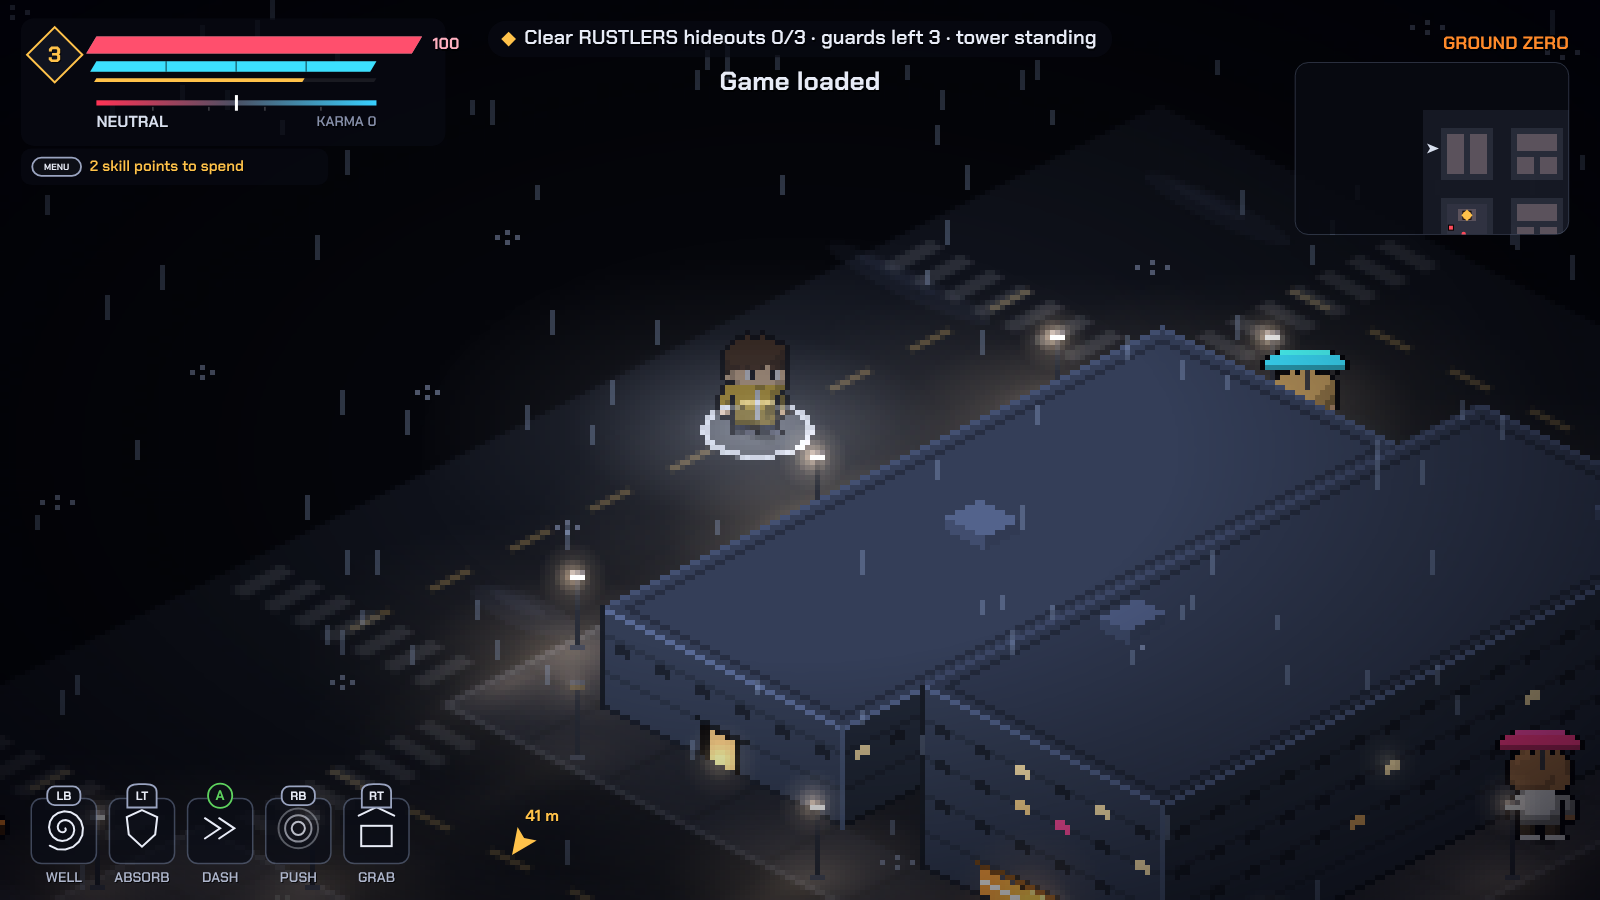 3
100
Clear RUSTLERS hideouts 0/3 · guards left 3 · tower standing
Game loaded
GROUND ZERO
NEUTRAL
KARMA 0
MENU
2 skill points to spend
41 m
LB
LT
A
RB
RT
WELL
ABSORB
DASH
PUSH
GRAB